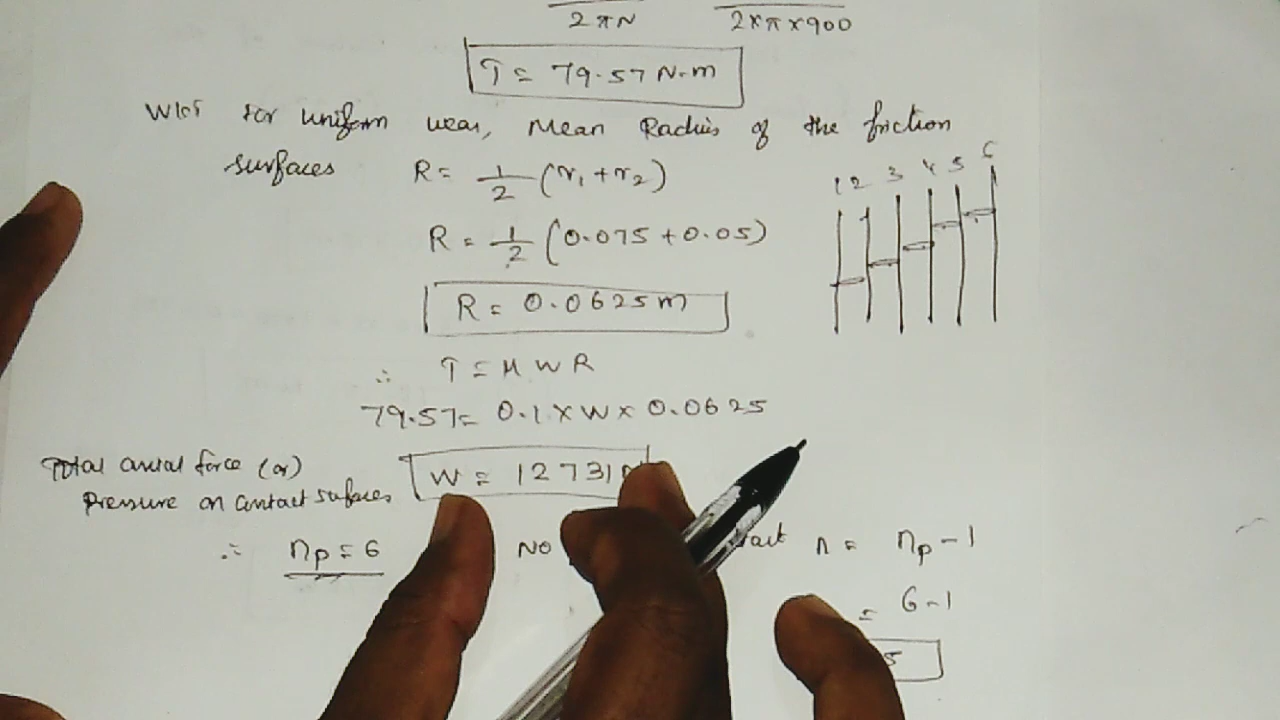 2πN 2×π×900
T = 79.57 N-m
WKT for uniform wear, Mean Radius of the friction
surfaces R = 1/2 (r1 + r2)
R = 1/2 (0.075 + 0.05)
R = 0.0625 m
1 2 3 4 5 6
∴ T = μ W R
79.57 = 0.1 × W × 0.0625
Total axial force (or)
Pressure on contact surfaces W = 12731 N
∴ np = 6 No n = np - 1
= 6-1
5